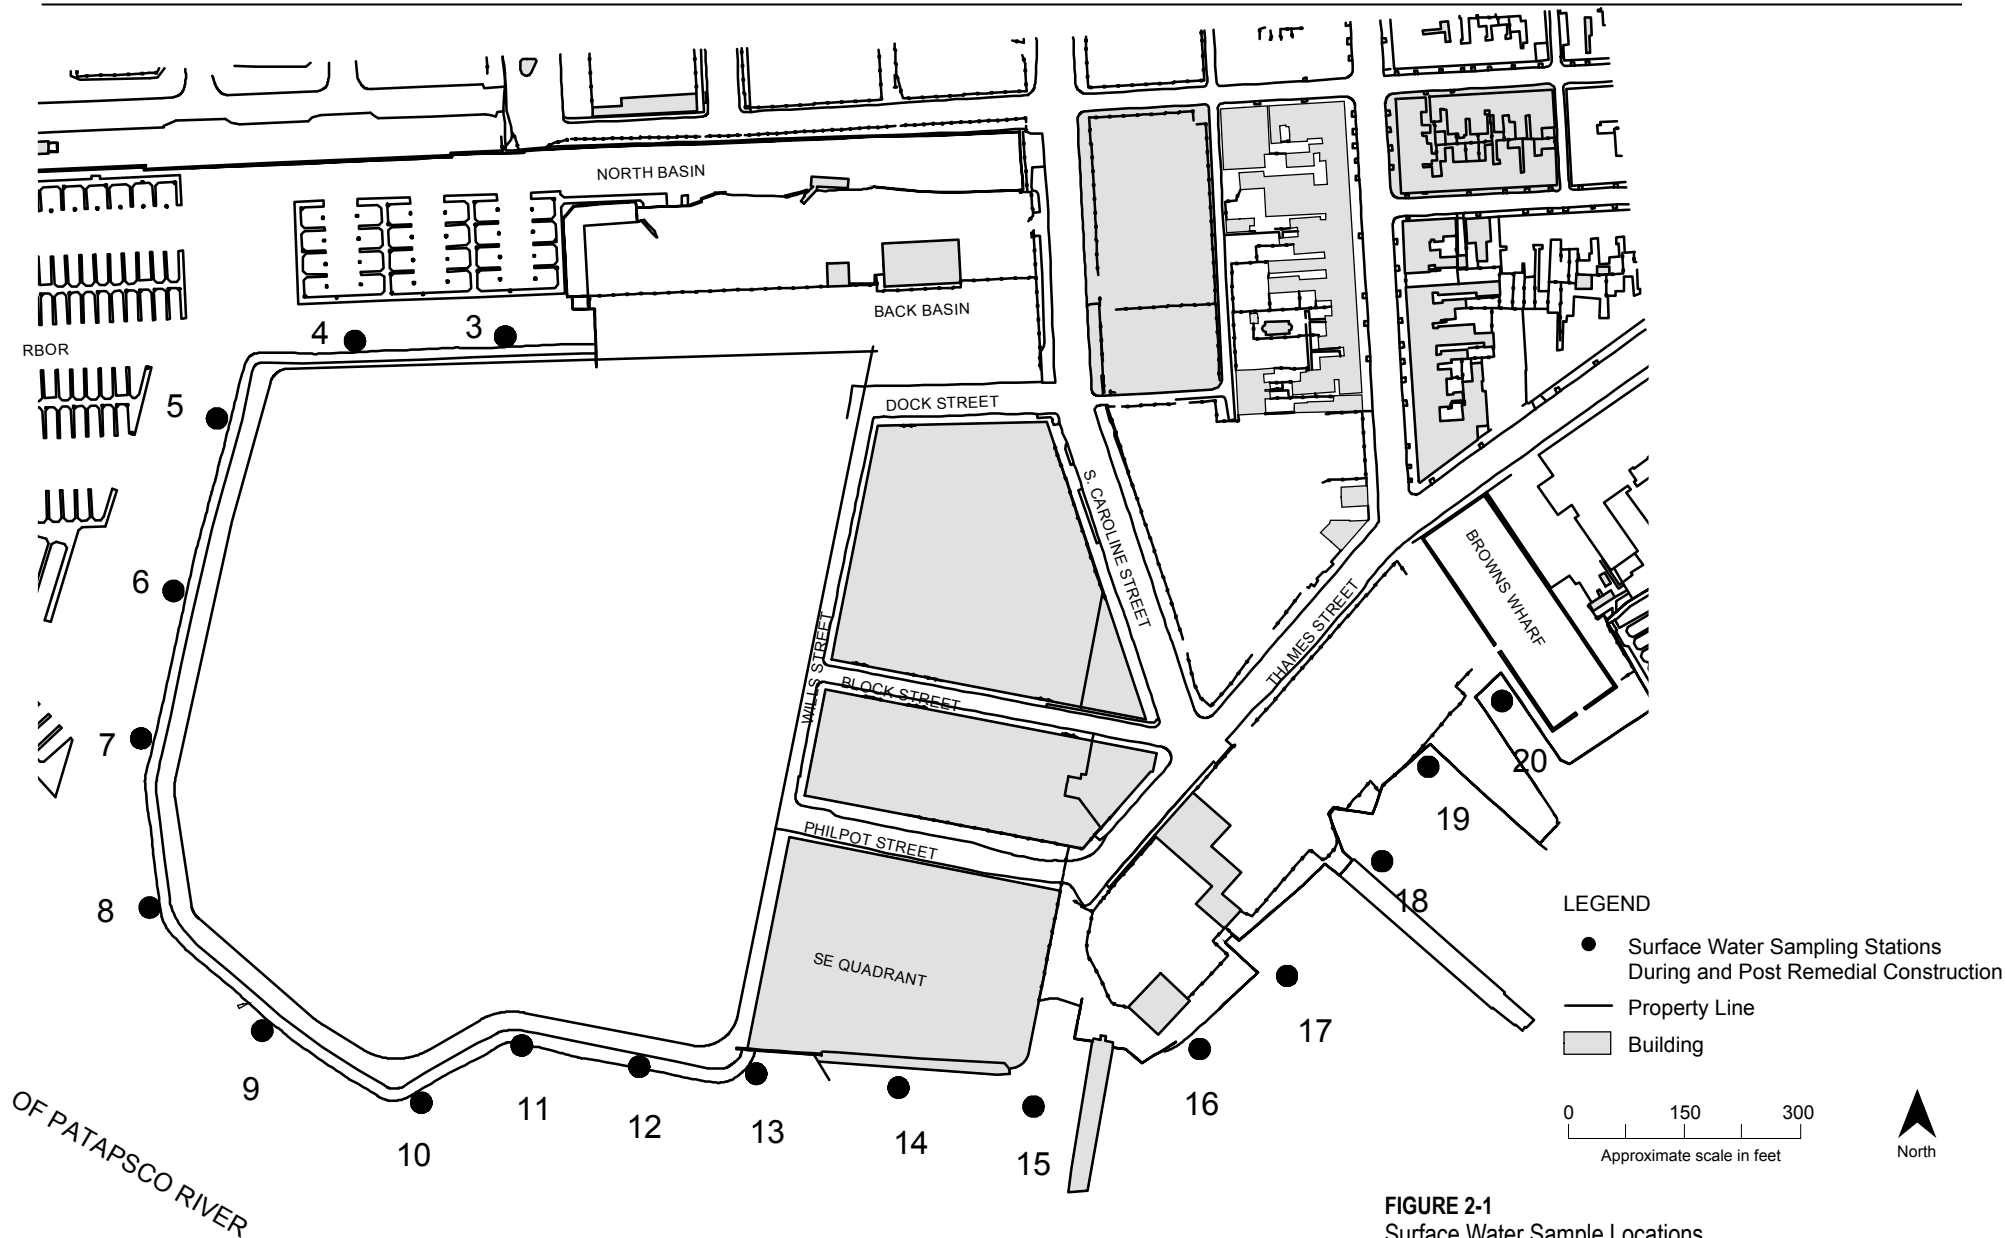 NORTH BASIN
BACK BASIN
4
3
RBOR
5
DOCK STREET
S. CAROLINE STREET
BROWNS WHARF
6
THAMES STREET
WILLS STREET
BLOCK STREET
7
20
19
PHILPOT STREET
18
8
SE QUADRANT
17
9
16
11
12
13
14
10
15
OF PATAPSCO RIVER
LEGEND
Surface Water Sampling Stations
During and Post Remedial Construction
Property Line
Building
0 150 300
Approximate scale in feet
North
FIGURE 2-1
Surface Water Sample Locations